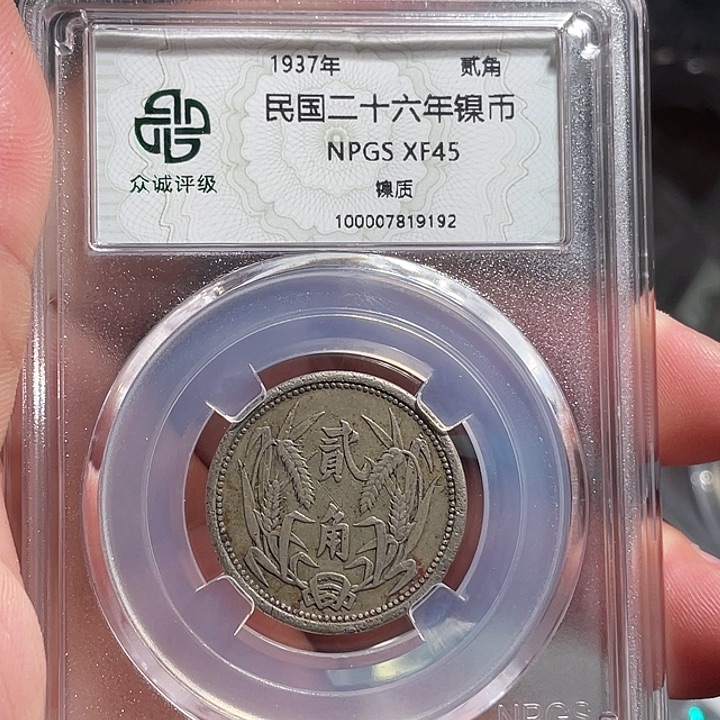 1937年 贰角
民国二十六年镍币
NPGS XF45
众诚评级
镍质
100007819192
貳
角
NPGS